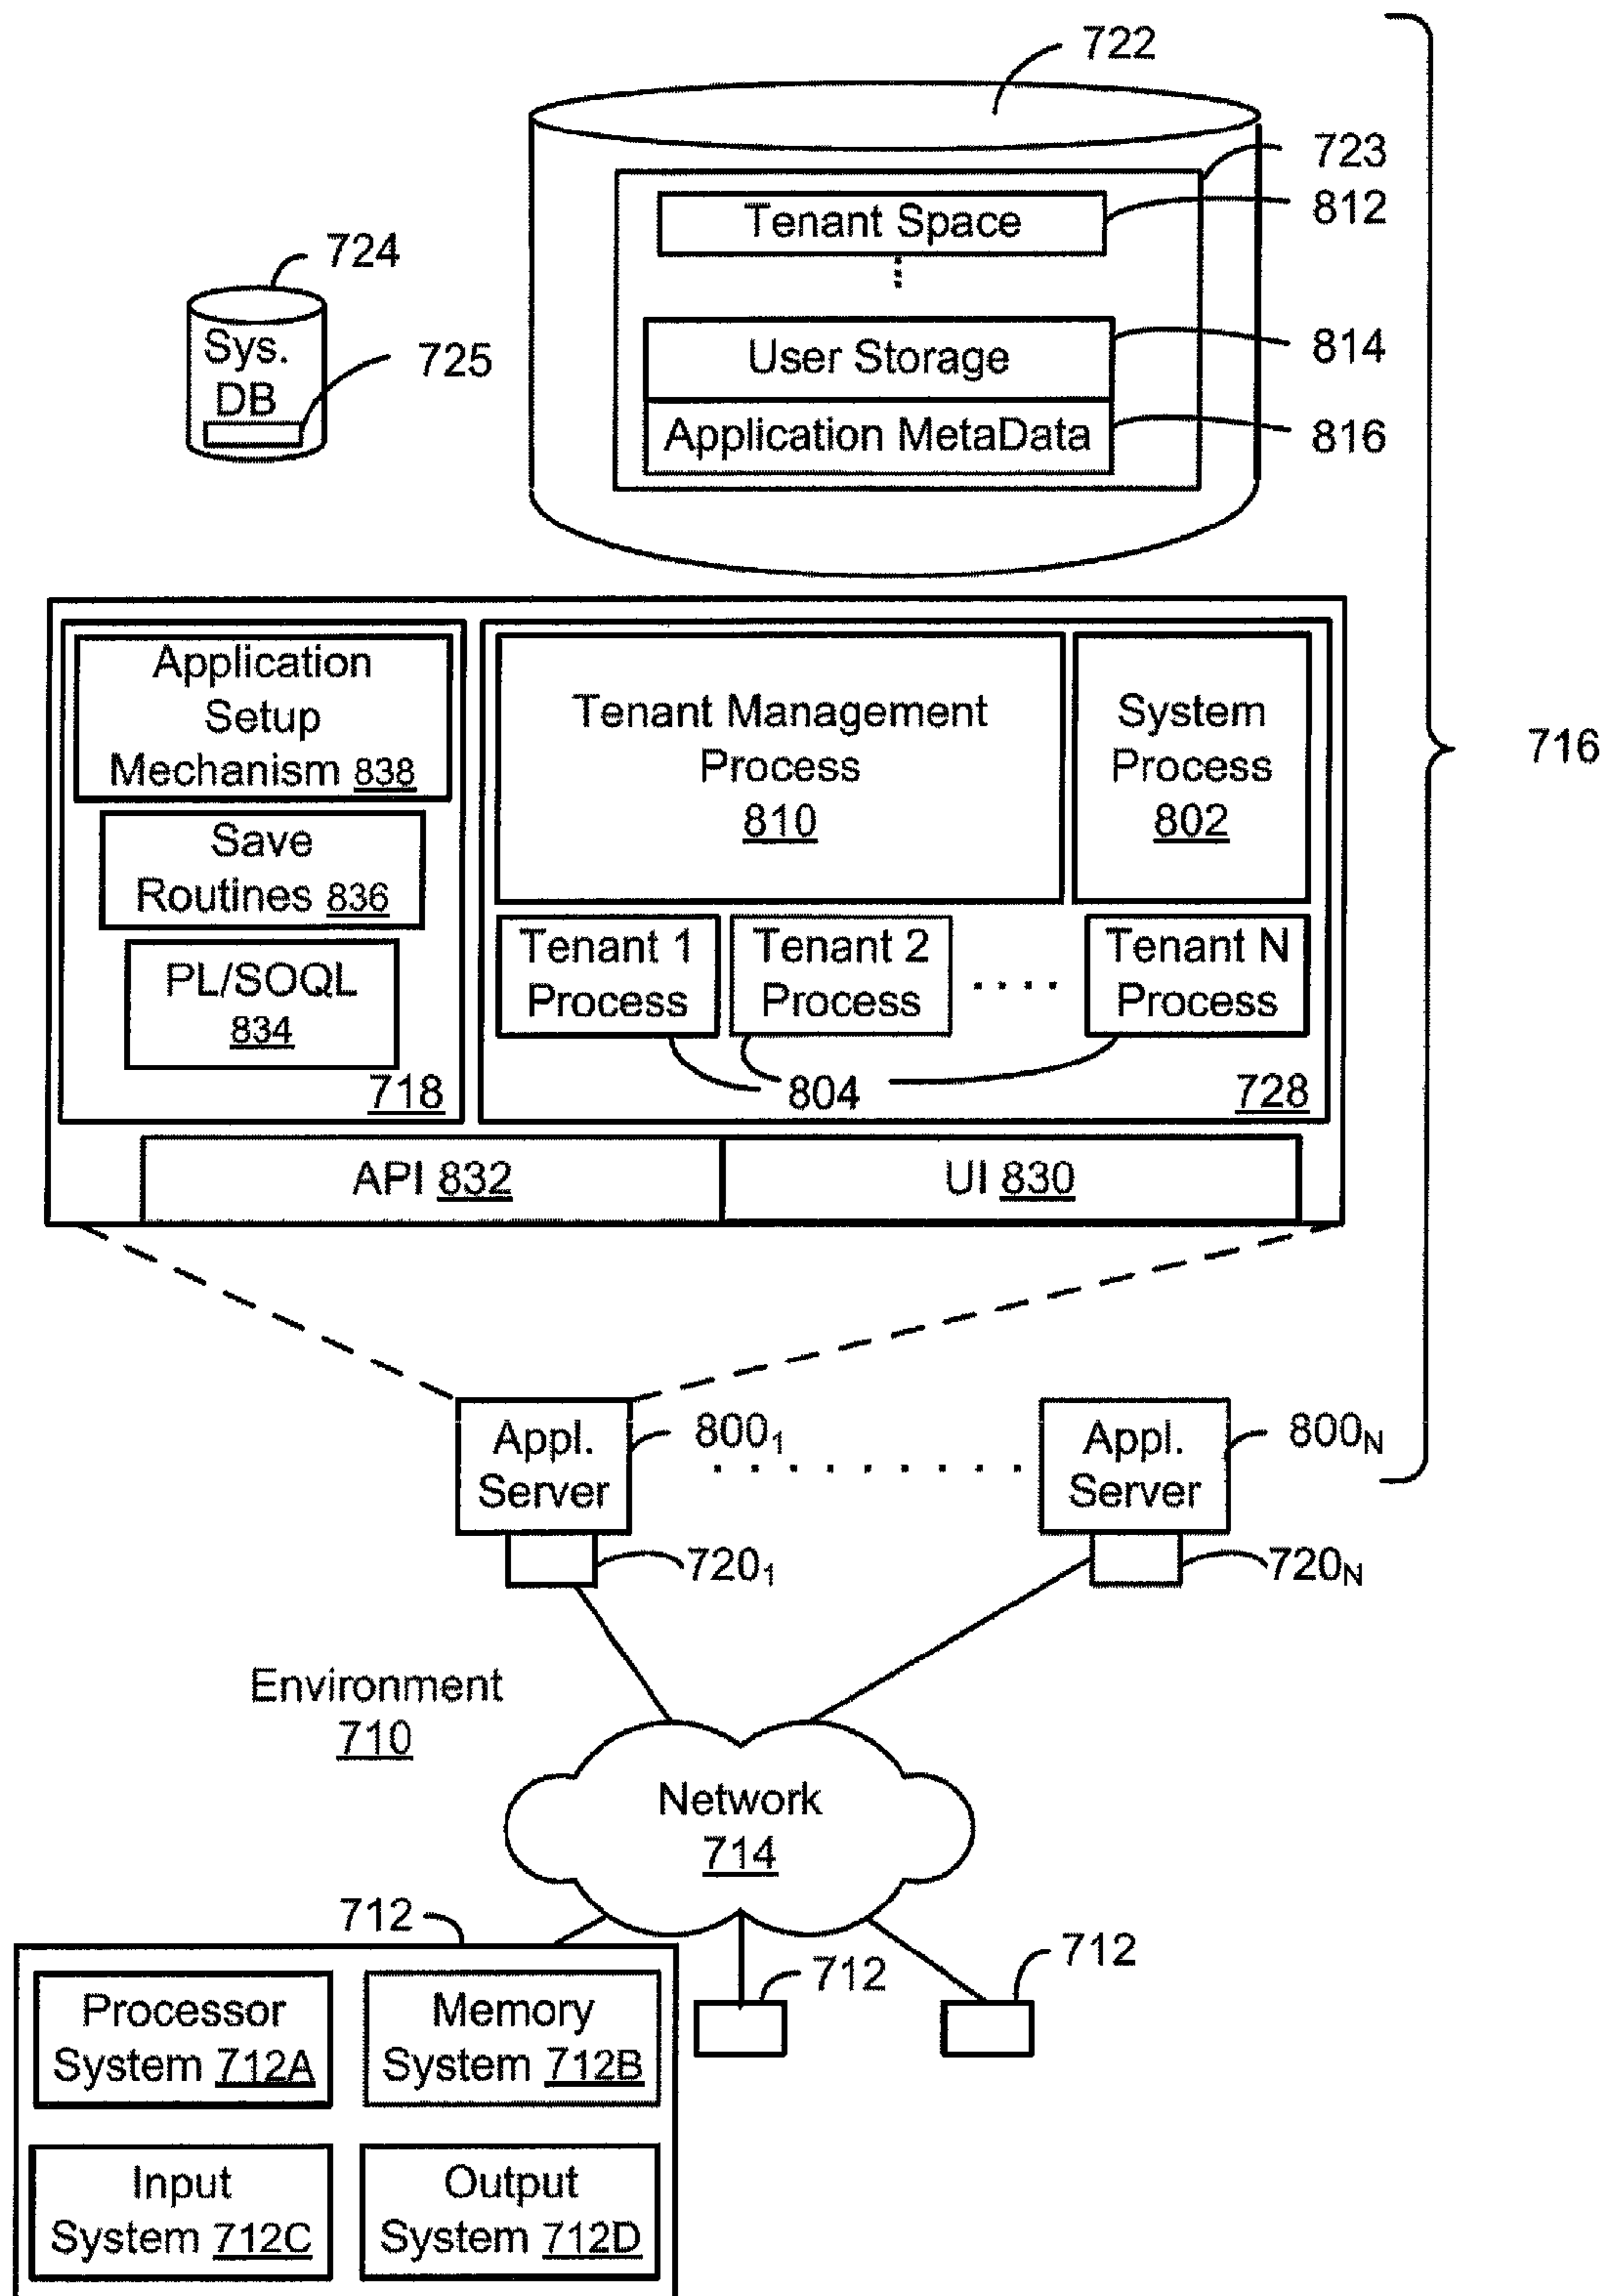 722
723
Tenant Space
812
724
Sys.
DB
725
User Storage
814
Application MetaData
816
716
Application
Setup
Mechanism 838
Save
Routines 836
PL/SOQL
834
718
Tenant Management
Process
810
System
Process
802
Tenant 1
Process
Tenant 2
Process
....
Tenant N
Process
804
728
API 832
UI 830
Appl.
Server
800₁
Appl.
Server
800N
720₁
720N
Environment
710
Network
714
712
712
712
Processor
System 712A
Memory
System 712B
Input
System 712C
Output
System 712D